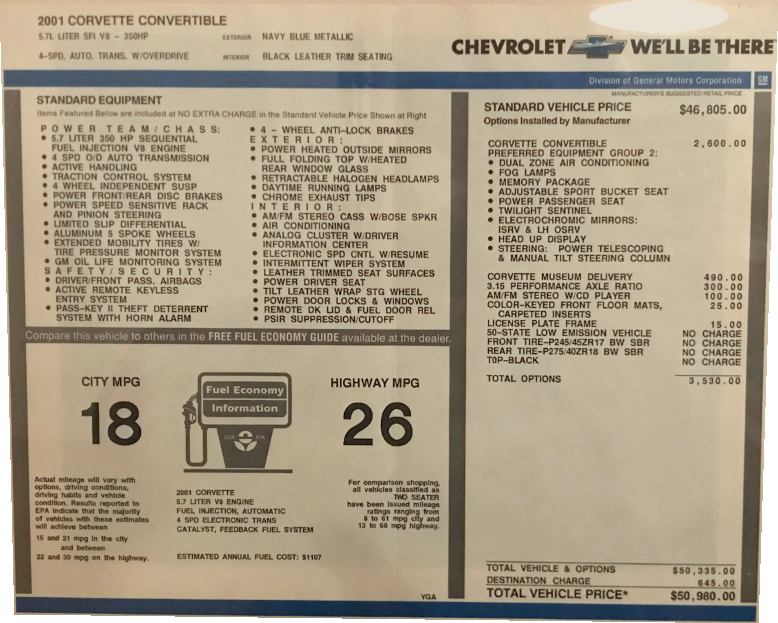 2001 CORVETTE CONVERTIBLE
5.7L LITER SFI V8 - 350HP EXTERIOR NAVY BLUE METALLIC
4-SPD. AUTO. TRANS. W/OVERDRIVE INTERIOR BLACK LEATHER TRIM SEATING
CHEVROLET WE'LL BE THERE
Division of General Motors Corporation GM
STANDARD EQUIPMENT
Items Featured Below are included at NO EXTRA CHARGE in the Standard Vehicle Price Shown at Right
POWER TEAM/CHASS:
• 5.7 LITER 350 HP SEQUENTIAL
FUEL INJECTION V8 ENGINE
• 4 SPD O/D AUTO TRANSMISSION
• ACTIVE HANDLING
• TRACTION CONTROL SYSTEM
• 4 WHEEL INDEPENDENT SUSP
• POWER FRONT/REAR DISC BRAKES
• POWER SPEED SENSITIVE RACK
AND PINION STEERING
• LIMITED SLIP DIFFERENTIAL
• ALUMINUM 5 SPOKE WHEELS
• EXTENDED MOBILITY TIRES W/
TIRE PRESSURE MONITOR SYSTEM
• GM OIL LIFE MONITORING SYSTEM
SAFETY/SECURITY:
• DRIVER/FRONT PASS. AIRBAGS
• ACTIVE REMOTE KEYLESS
ENTRY SYSTEM
• PASS-KEY II THEFT DETERRENT
SYSTEM WITH HORN ALARM
• 4 - WHEEL ANTI-LOCK BRAKES
EXTERIOR:
• POWER HEATED OUTSIDE MIRRORS
• FULL FOLDING TOP W/HEATED
REAR WINDOW GLASS
• RETRACTABLE HALOGEN HEADLAMPS
• DAYTIME RUNNING LAMPS
• CHROME EXHAUST TIPS
INTERIOR:
• AM/FM STEREO CASS W/BOSE SPKR
• AIR CONDITIONING
• ANALOG CLUSTER W/DRIVER
INFORMATION CENTER
• ELECTRONIC SPD CNTL W/RESUME
• INTERMITTENT WIPER SYSTEM
• LEATHER TRIMMED SEAT SURFACES
• POWER DRIVER SEAT
• TILT LEATHER WRAP STG WHEEL
• POWER DOOR LOCKS & WINDOWS
• REMOTE DK LID & FUEL DOOR REL
• PSIR SUPPRESSION/CUTOFF
Compare this vehicle to others in the FREE FUEL ECONOMY GUIDE available at the dealer.
CITY MPG
18
Fuel Economy
Information
DOE EPA
HIGHWAY MPG
26
Actual mileage will vary with
options, driving conditions,
driving habits and vehicle
condition. Results reported
to EPA indicate that the majority
of vehicles with these estimates
will achieve between
15 and 21 mpg in the city
and between
22 and 30 mpg on the highway.
2001 CORVETTE
5.7 LITER V8 ENGINE
FUEL INJECTION, AUTOMATIC
4 SPD ELECTRONIC TRANS
CATALYST, FEEDBACK FUEL SYSTEM
ESTIMATED ANNUAL FUEL COST: $1107
For comparison shopping,
all vehicles classified as
TWO SEATER
have been issued mileage
ratings ranging from
8 to 61 mpg city and
13 to 68 mpg highway.
YGA
MANUFACTURER'S SUGGESTED RETAIL PRICE
STANDARD VEHICLE PRICE $46,805.00
Options Installed by Manufacturer
CORVETTE CONVERTIBLE 2,600.00
PREFERRED EQUIPMENT GROUP 2:
• DUAL ZONE AIR CONDITIONING
• FOG LAMPS
• MEMORY PACKAGE
• ADJUSTABLE SPORT BUCKET SEAT
• POWER PASSENGER SEAT
• TWILIGHT SENTINEL
• ELECTROCHROMIC MIRRORS:
ISRV & LH OSRV
• HEAD UP DISPLAY
• STEERING: POWER TELESCOPING
& MANUAL TILT STEERING COLUMN
CORVETTE MUSEUM DELIVERY 490.00
3.15 PERFORMANCE AXLE RATIO 300.00
AM/FM STEREO W/CD PLAYER 100.00
COLOR-KEYED FRONT FLOOR MATS, 25.00
CARPETED INSERTS
LICENSE PLATE FRAME 15.00
50-STATE LOW EMISSION VEHICLE NO CHARGE
FRONT TIRE-P245/45ZR17 BW SBR NO CHARGE
REAR TIRE-P275/40ZR18 BW SBR NO CHARGE
TOP-BLACK NO CHARGE
TOTAL OPTIONS 3,530.00
TOTAL VEHICLE & OPTIONS $50,335.00
DESTINATION CHARGE 645.00
TOTAL VEHICLE PRICE* $50,980.00